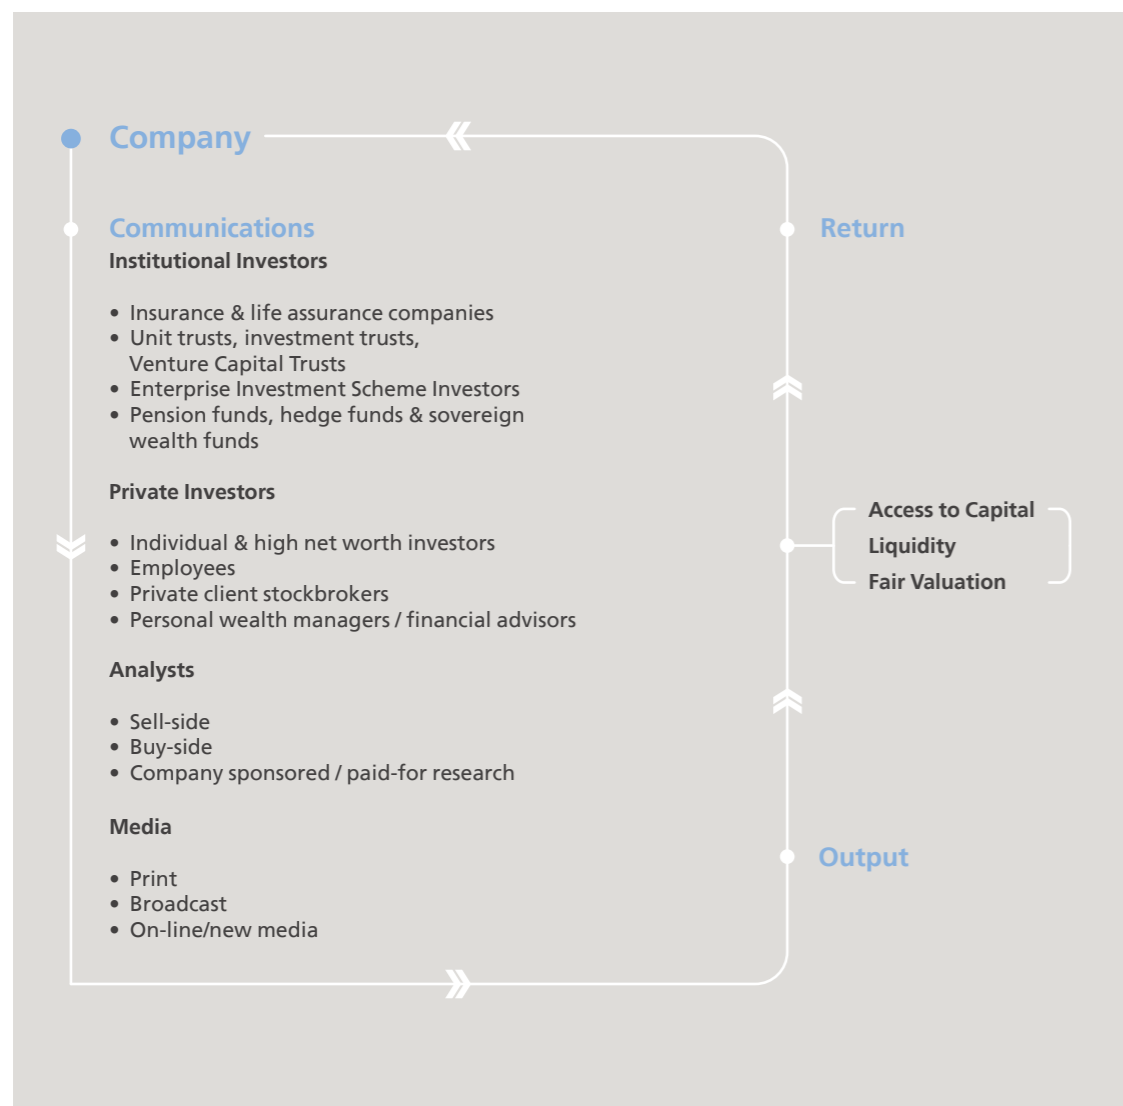 Company
Communications
Institutional Investors
• Insurance & life assurance companies
• Unit trusts, investment trusts,
Venture Capital Trusts
• Enterprise Investment Scheme Investors
• Pension funds, hedge funds & sovereign
wealth funds
Private Investors
• Individual & high net worth investors
• Employees
• Private client stockbrokers
• Personal wealth managers / financial advisors
Analysts
• Sell-side
• Buy-side
• Company sponsored / paid-for research
Media
• Print
• Broadcast
• On-line/new media
Return
Access to Capital
Liquidity
Fair Valuation
Output